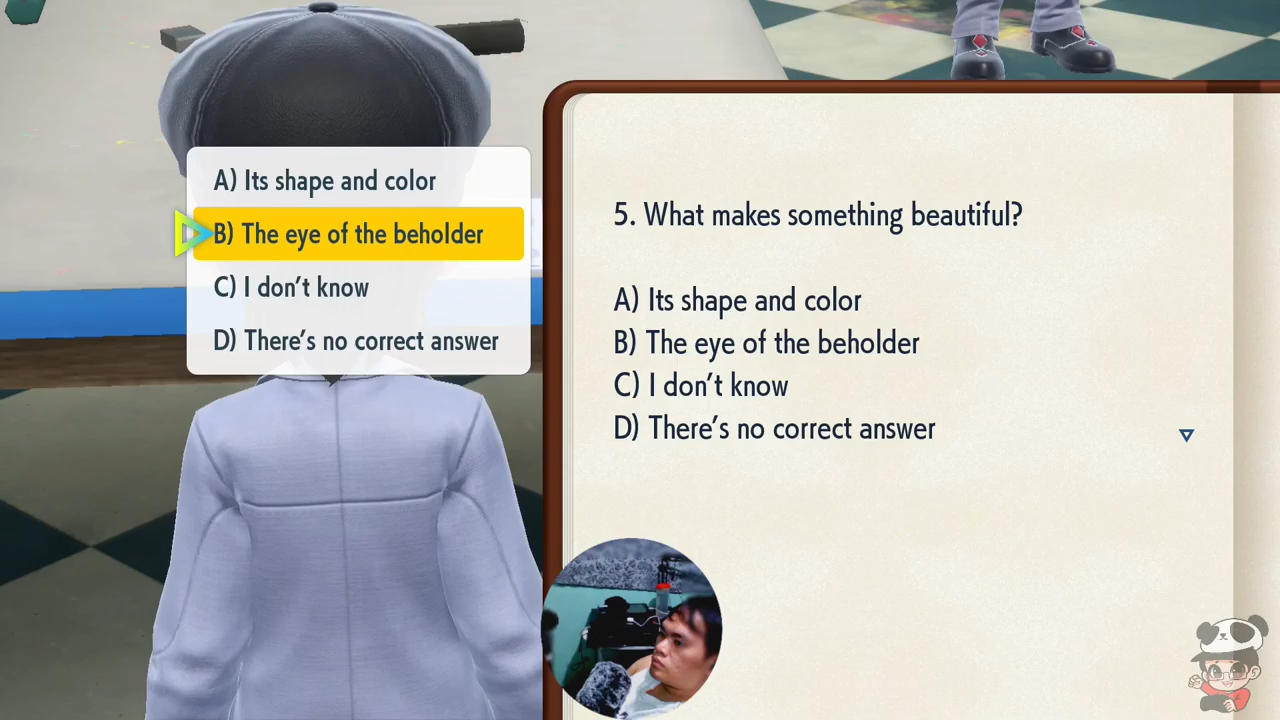 A) Its shape and color
B) The eye of the beholder
C) I don't know
D) There's no correct answer
5. What makes something beautiful?
A) Its shape and color
B) The eye of the beholder
C) I don't know
D) There's no correct answer